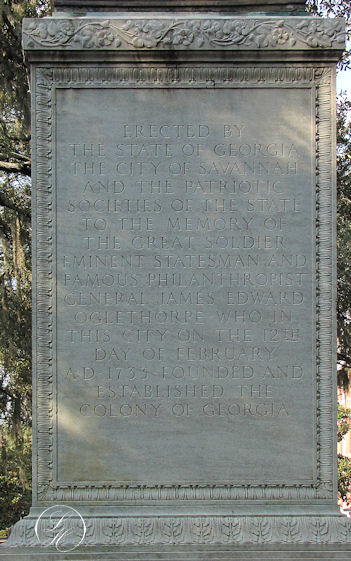 ERECTED BY
THE STATE OF GEORGIA
THE CITY OF SAVANNAH
AND THE PATRIOTIC
SOCIETIES OF THE STATE
TO THE MEMORY OF
THE GREAT SOLDIER
EMINENT STATESMAN AND
FAMOUS PHILANTHROPIST
GENERAL JAMES EDWARD
OGLETHORPE WHO IN
THIS CITY ON THE 12TH
DAY OF FEBRUARY
A.D. 1733 FOUNDED AND
ESTABLISHED THE
COLONY OF GEORGIA